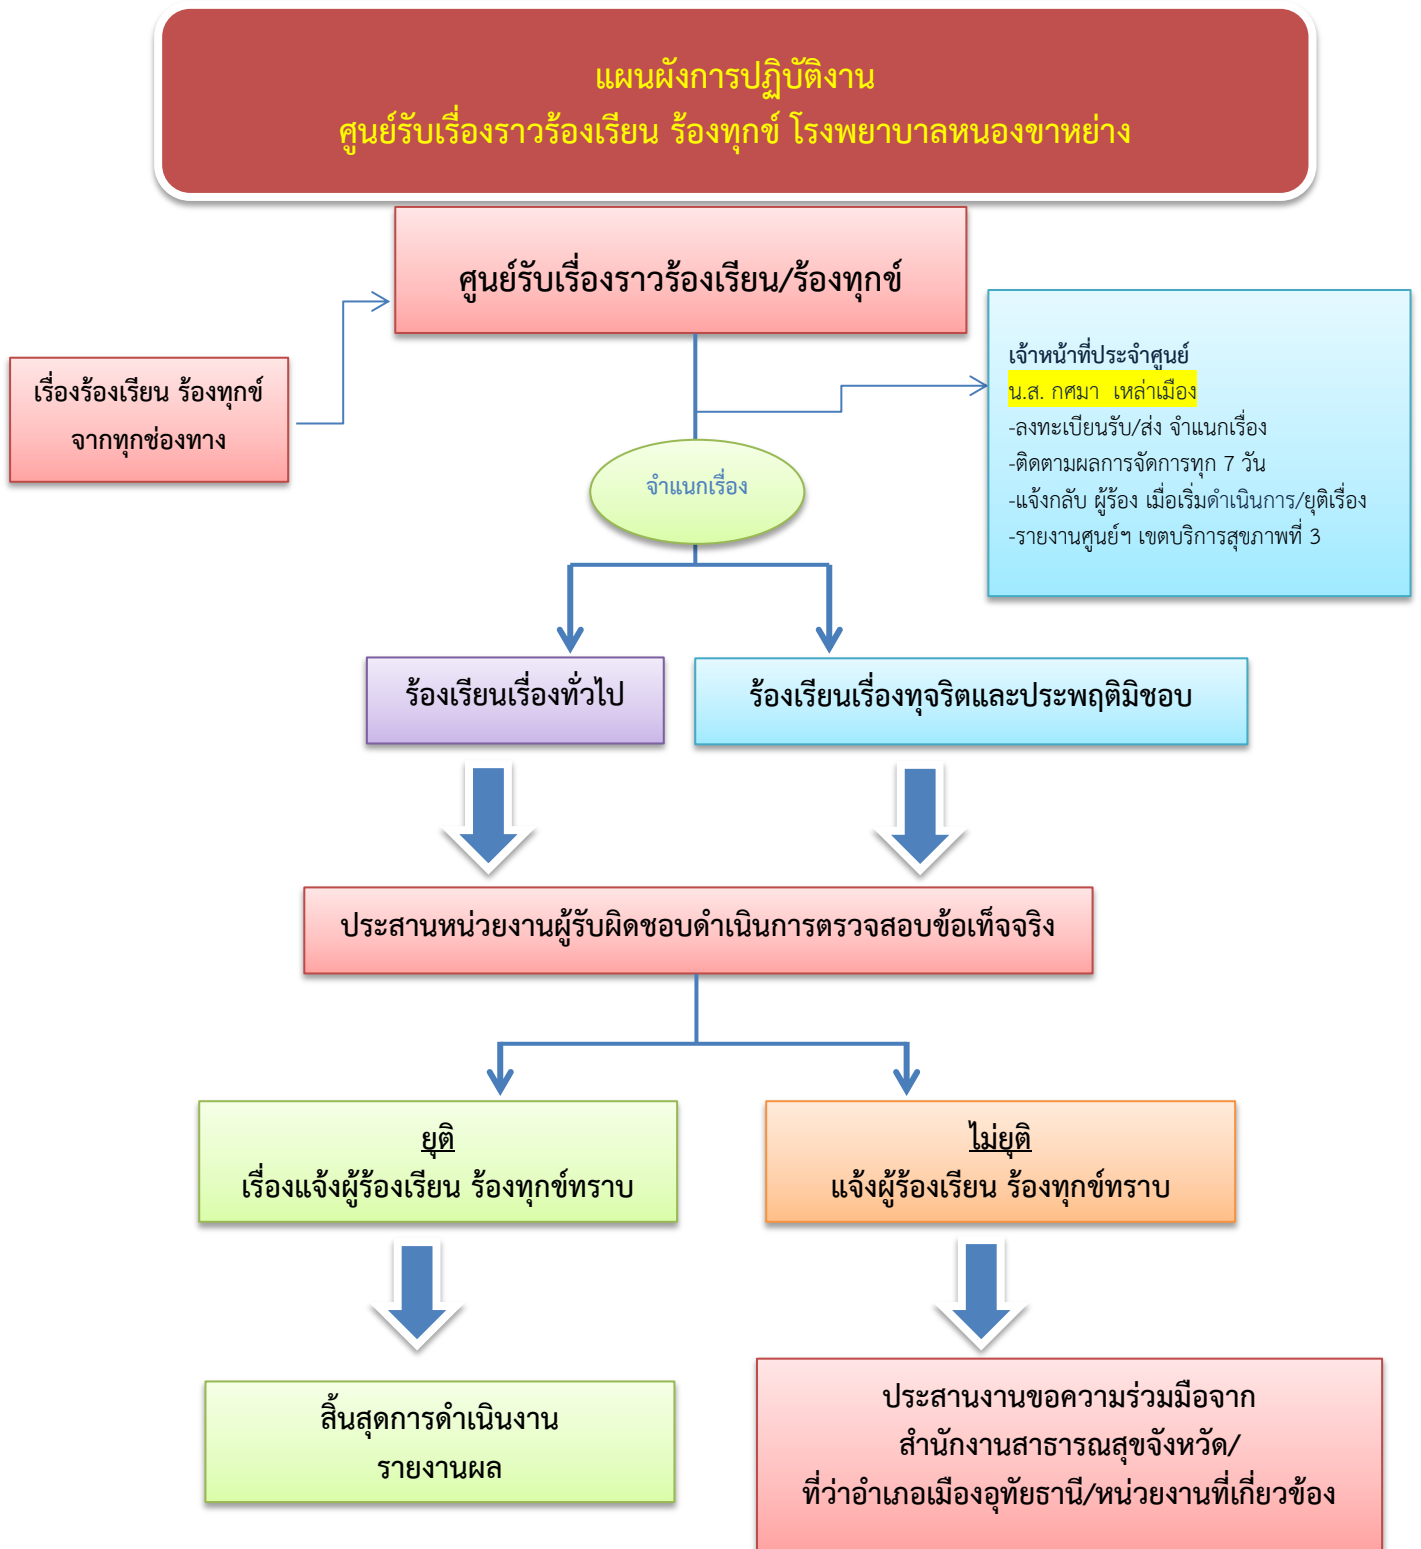 แผนผังการปฏิบัติงาน
ศูนย์รับเรื่องราวร้องเรียน ร้องทุกข์ โรงพยาบาลหนองขาหย่าง
ศูนย์รับเรื่องราวร้องเรียน/ร้องทุกข์
เรื่องร้องเรียน ร้องทุกข์
จากทุกช่องทาง
เจ้าหน้าที่ประจำศูนย์
น.ส. กศมา เหล่าเมือง
-ลงทะเบียนรับ/ส่ง จำแนกเรื่อง
-ติดตามผลการจัดการทุก 7 วัน
-แจ้งกลับ ผู้ร้อง เมื่อเริ่มดำเนินการ/ยุติเรื่อง
-รายงานศูนย์ฯ เขตบริการสุขภาพที่ 3
จำแนกเรื่อง
ร้องเรียนเรื่องทั่วไป
ร้องเรียนเรื่องทุจริตและประพฤติมิชอบ
ประสานหน่วยงานผู้รับผิดชอบดำเนินการตรวจสอบข้อเท็จจริง
ยุติ
เรื่องแจ้งผู้ร้องเรียน ร้องทุกข์ทราบ
ไม่ยุติ
แจ้งผู้ร้องเรียน ร้องทุกข์ทราบ
สิ้นสุดการดำเนินงาน
รายงานผล
ประสานงานขอความร่วมมือจาก
สำนักงานสาธารณสุขจังหวัด/
ที่ว่าอำเภอเมืองอุทัยธานี/หน่วยงานที่เกี่ยวข้อง